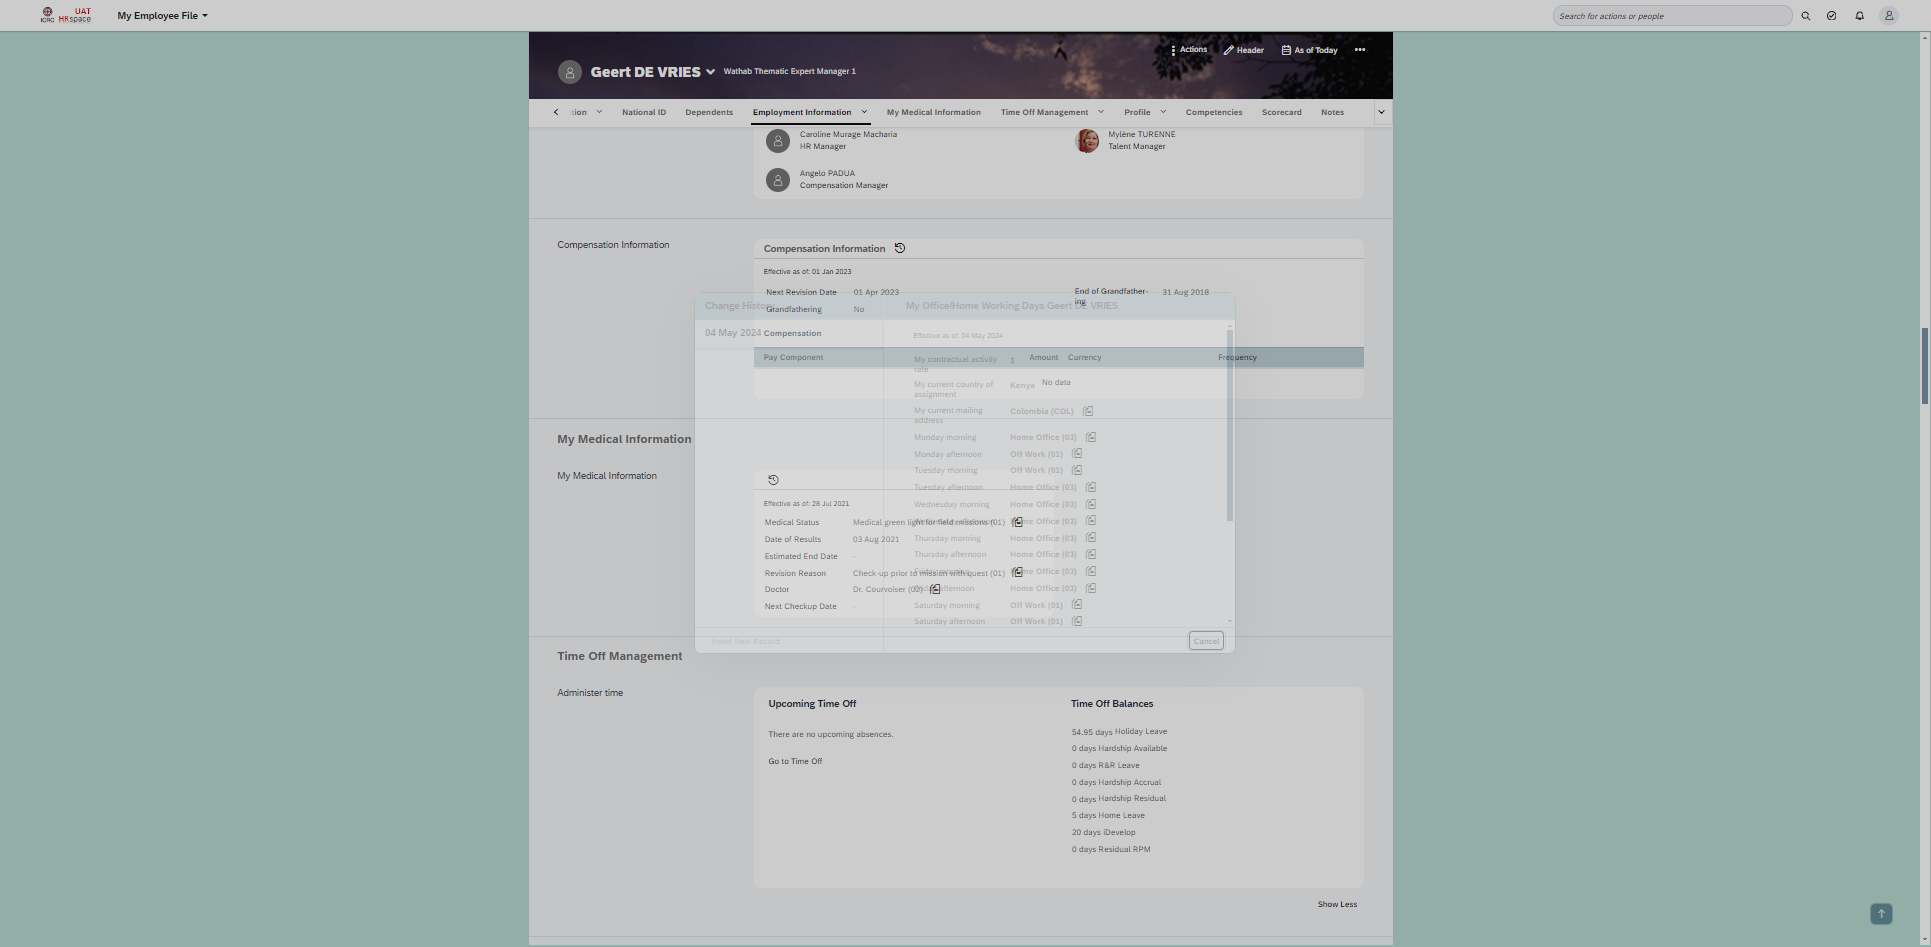 ICRC
UAT
HRspace
My Employee File
Search for actions or people
Actions
Header
As of Today
Geert DE VRIES
Wathab Thematic Expert Manager 1
tion
National ID
Dependents
Employment Information
My Medical Information
Time Off Management
Profile
Competencies
Scorecard
Notes
Caroline Murage Macharia
HR Manager
Mylène TURENNE
Talent Manager
Angelo PADUA
Compensation Manager
Compensation Information
Compensation Information
Effective as of: 01 Jan 2023
Next Revision Date 01 Apr 2023
End of Grandfather-
ing 31 Aug 2018
Grandfathering No
Compensation
Pay Component Amount Currency Frequency
No data
Change History
04 May 2024
My Office/Home Working Days Geert DE VRIES
Effective as of: 04 May 2024
My contractual activity
rate 1
My current country of
assignment Kenya
My current mailing
address Colombia (COL)
Monday morning Home Office (03)
Monday afternoon Off Work (01)
Tuesday morning Off Work (01)
Tuesday afternoon Home Office (03)
Wednesday morning Home Office (03)
Wednesday afternoon Home Office (03)
Thursday morning Home Office (03)
Thursday afternoon Home Office (03)
Friday morning Home Office (03)
Friday afternoon Home Office (03)
Saturday morning Off Work (01)
Saturday afternoon Off Work (01)
Insert New Record
Cancel
My Medical Information
My Medical Information
Effective as of: 28 Jul 2021
Medical Status Medical green light for field missions (01)
Date of Results 03 Aug 2021
Estimated End Date -
Revision Reason Check-up prior to mission with quest (01)
Doctor Dr. Courvoiser (02)
Next Checkup Date -
Time Off Management
Administer time
Upcoming Time Off
There are no upcoming absences.
Go to Time Off
Time Off Balances
54.95 days Holiday Leave
0 days Hardship Available
0 days R&R Leave
0 days Hardship Accrual
0 days Hardship Residual
5 days Home Leave
20 days iDevelop
0 days Residual RPM
Show Less